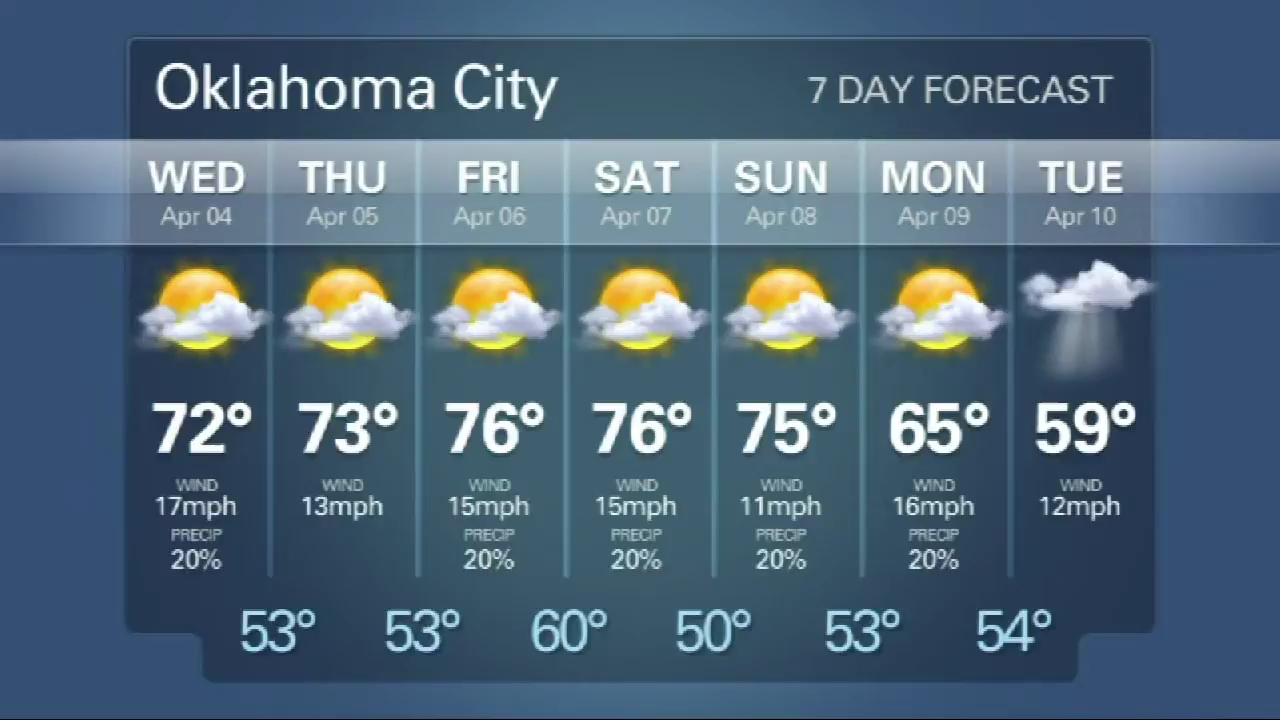 Oklahoma City
7 DAY FORECAST
WED THU FRI SAT SUN MON TUE
Apr 04 Apr 05 Apr 06 Apr 07 Apr 08 Apr 09 Apr 10
72° 73° 76° 76° 75° 65° 59°
WIND WIND WIND WIND WIND WIND WIND
17mph 13mph 15mph 15mph 11mph 16mph 12mph
PRECIP PRECIP PRECIP PRECIP PRECIP
20% 20% 20% 20% 20%
53° 53° 60° 50° 53° 54°